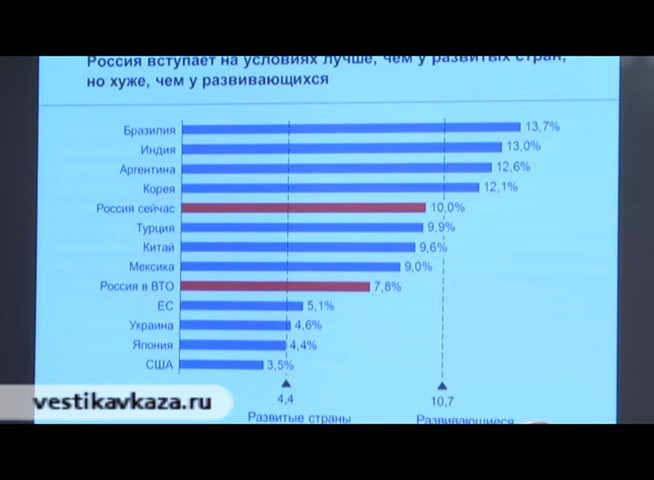 Россия вступает на условиях лучше, чем у развитых стран,
но хуже, чем у развивающихся
Бразилия 13,7%
Индия 13,0%
Аргентина 12,6%
Корея 12,1%
Россия сейчас 10,0%
Турция 9,9%
Китай 9,6%
Мексика 9,0%
Россия в ВТО 7,8%
ЕС 5,1%
Украина 4,6%
Япония 4,4%
США 3,5%
4,4 10,7
Развитые страны Развивающиеся
vestikavkaza.ru